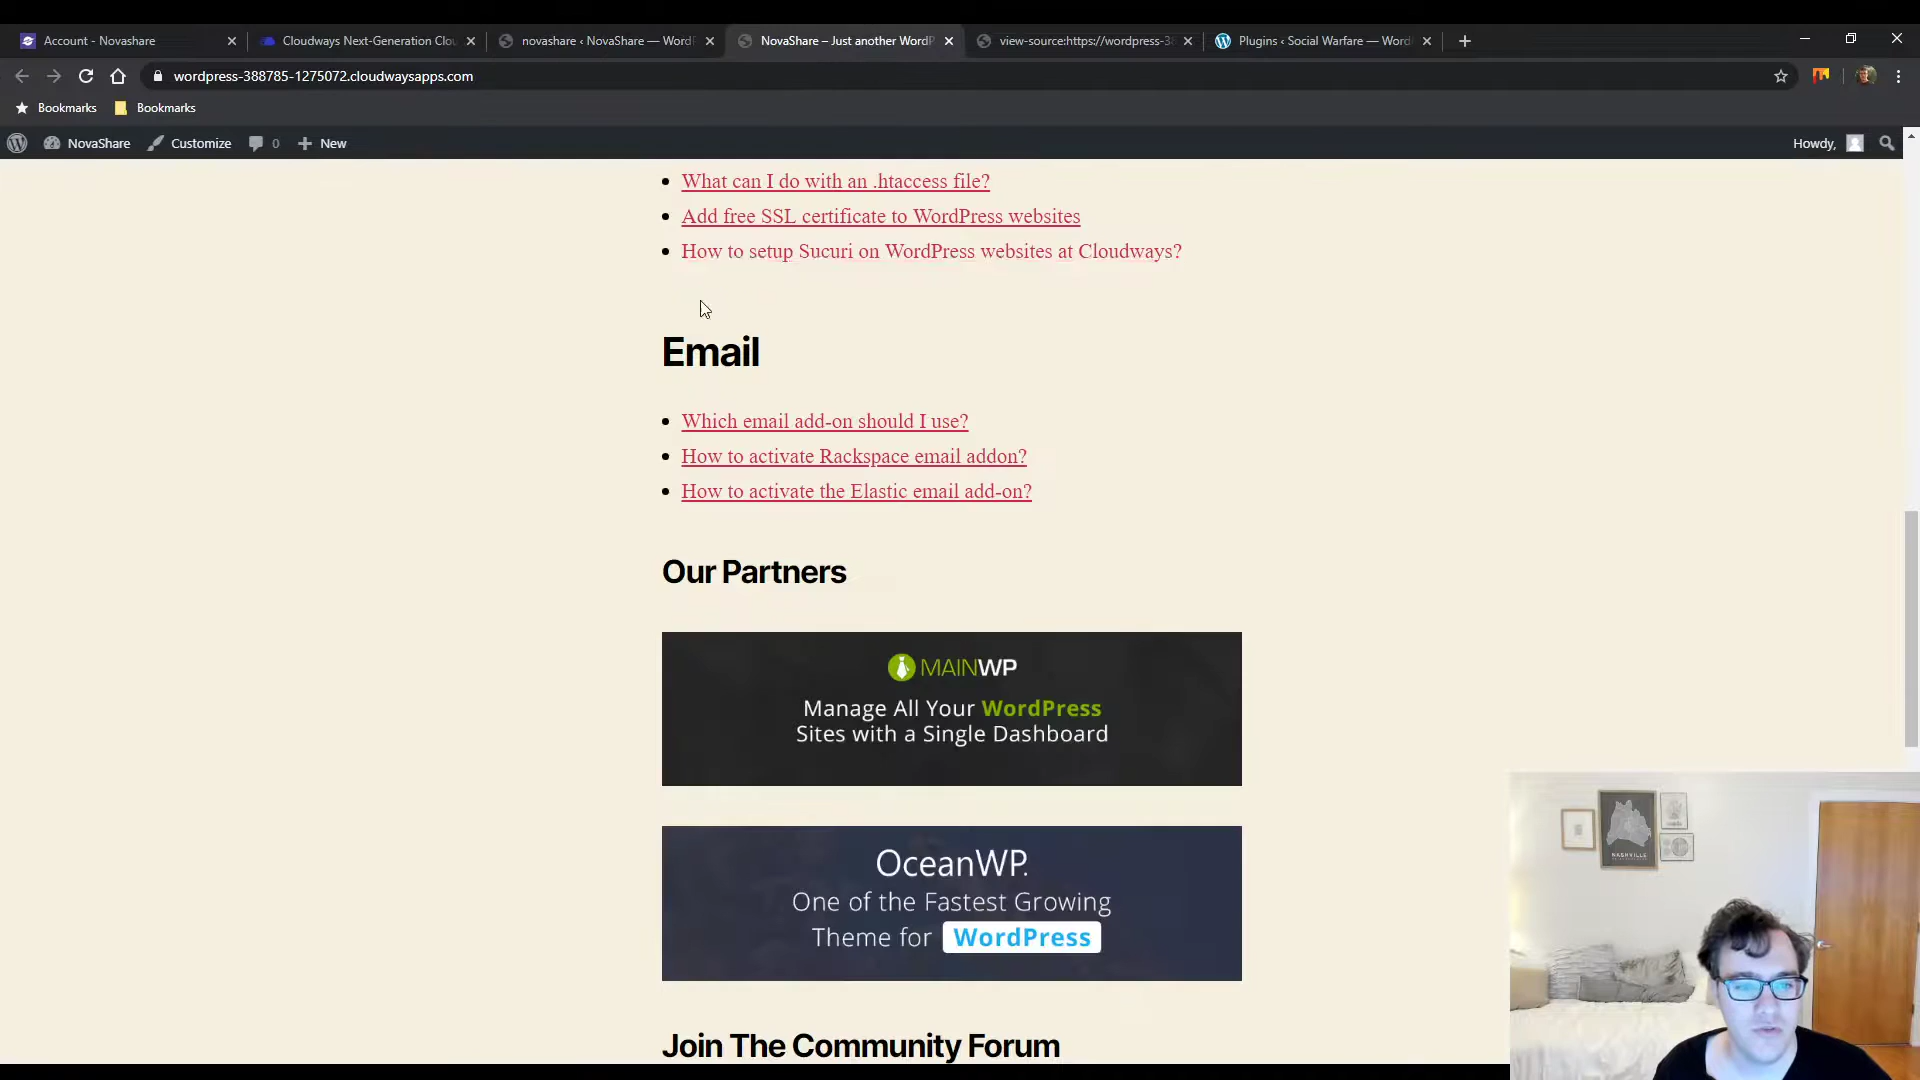 Account - Novashare
Cloudways Next-Generation Clou
novashare ‹ NovaShare — WordP
NovaShare – Just another WordP
view-source:https://wordpress-38
Plugins ‹ Social Warfare — Word
wordpress-388785-1275072.cloudwaysapps.com
Bookmarks
Bookmarks
NovaShare
Customize
0
New
Howdy,
What can I do with an .htaccess file?
Add free SSL certificate to WordPress websites
How to setup Sucuri on WordPress websites at Cloudways?
Email
Which email add-on should I use?
How to activate Rackspace email addon?
How to activate the Elastic email add-on?
Our Partners
MAINWP
Manage All Your WordPress
Sites with a Single Dashboard
OceanWP.
One of the Fastest Growing
Theme for WordPress
Join The Community Forum
NASHVILLE